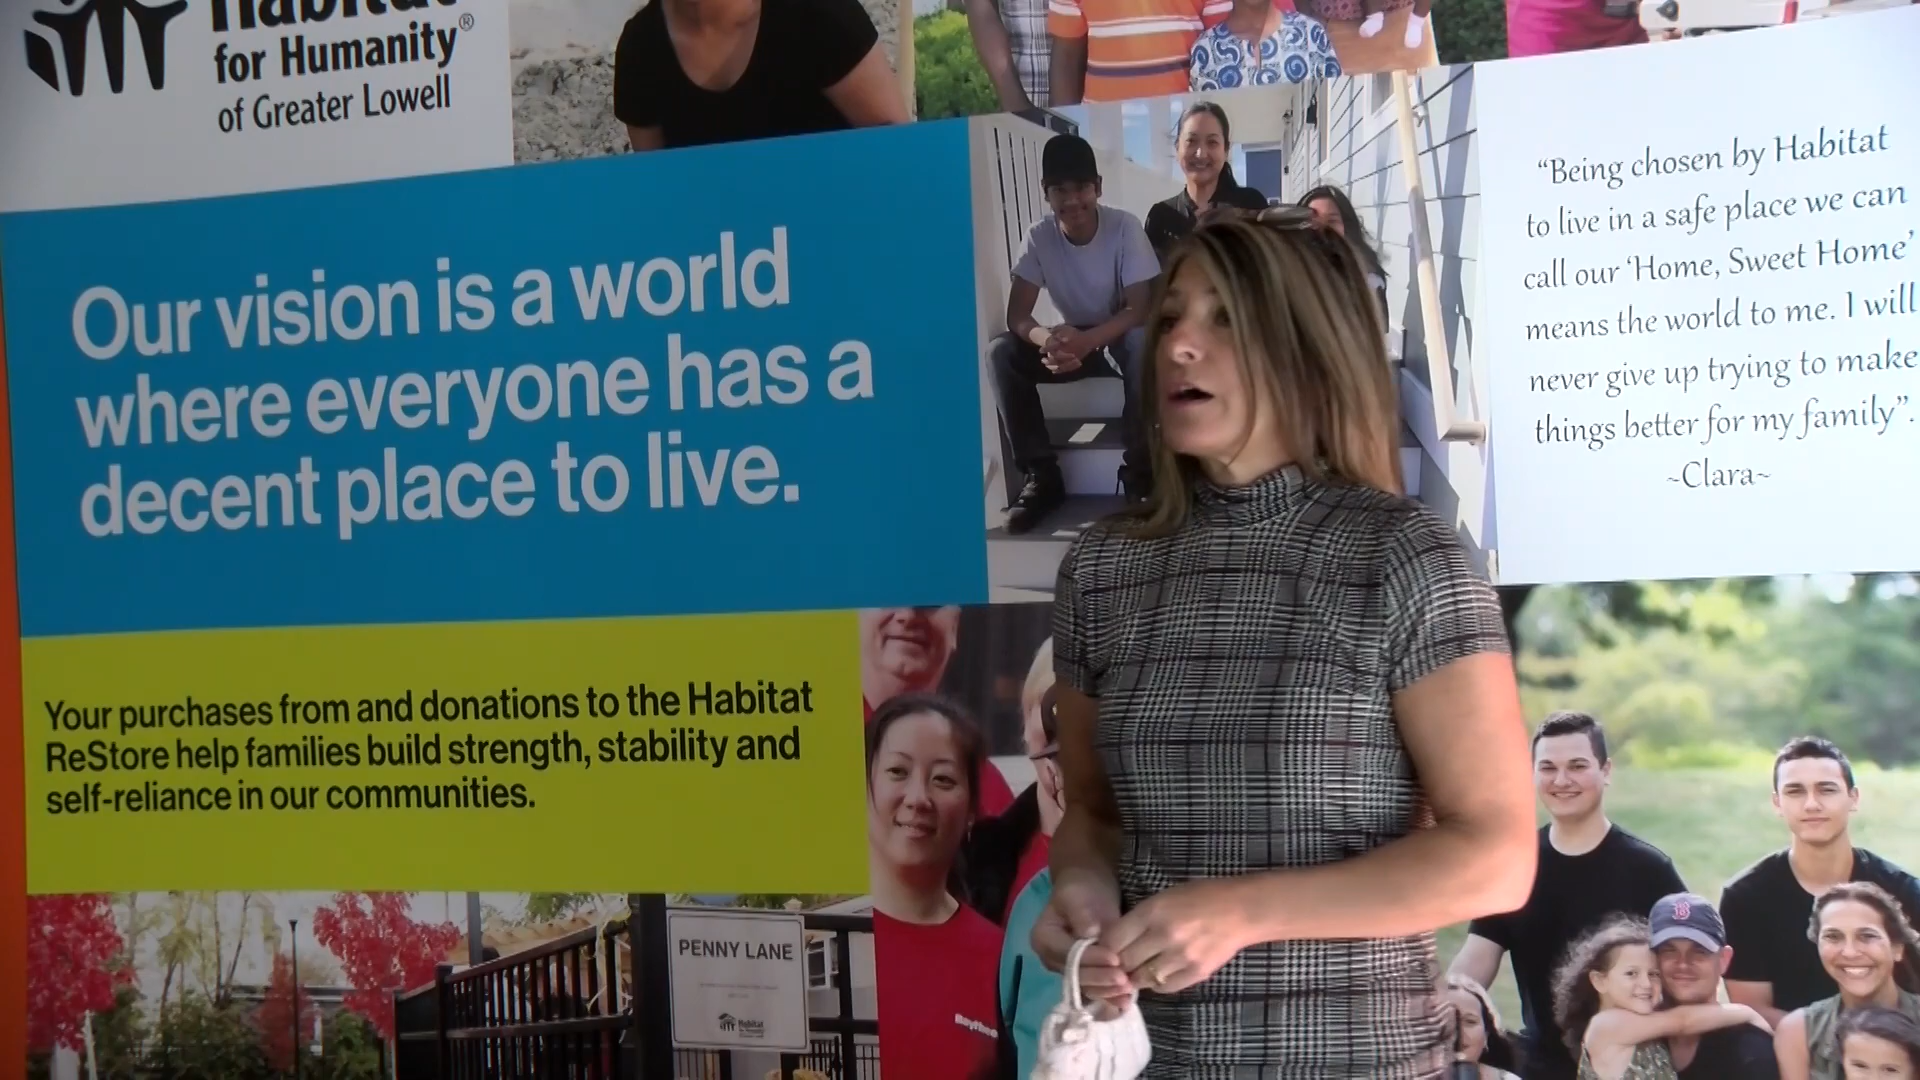 Habitat
for Humanity®
of Greater Lowell
Our vision is a world
where everyone has a
decent place to live.
“Being chosen by Habitat
to live in a safe place we can
call our ‘Home, Sweet Home’
means the world to me. I will
never give up trying to make
things better for my family”.
~Clara~
Your purchases from and donations to the Habitat
ReStore help families build strength, stability and
self-reliance in our communities.
PENNY LANE
Habitat
for Humanity
B